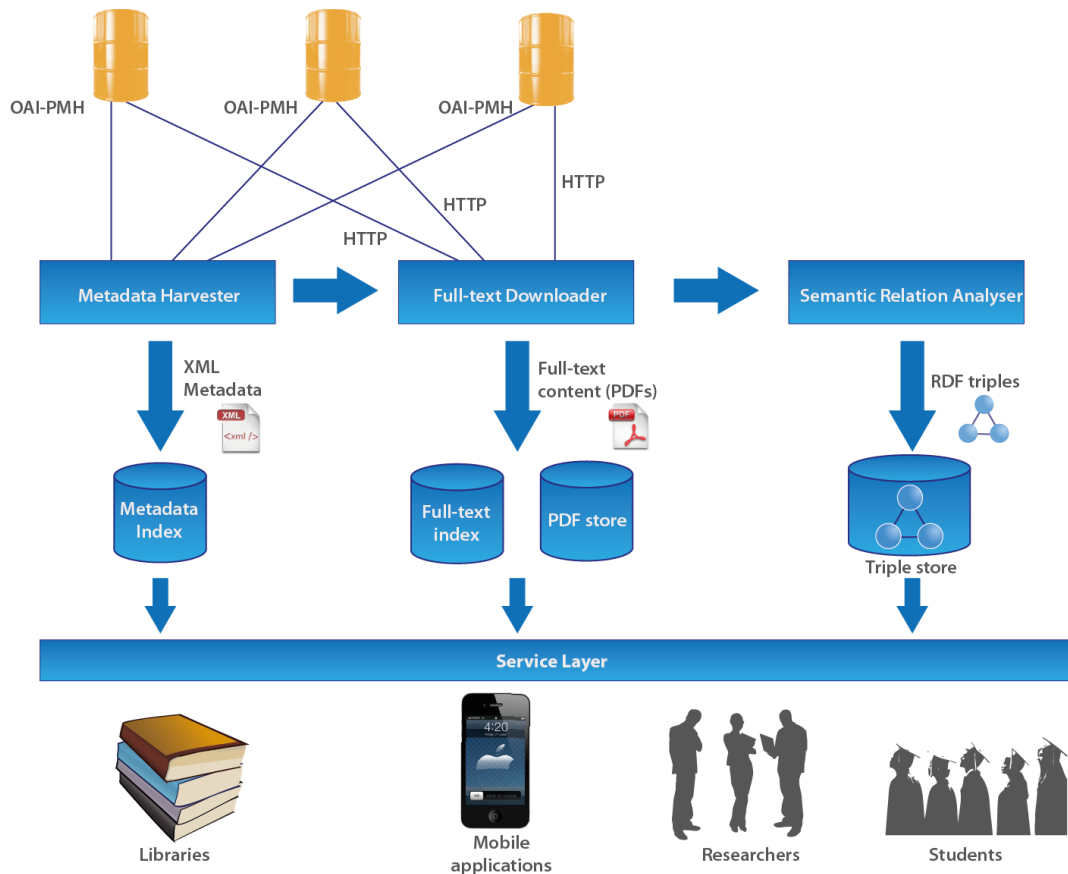 OAI-PMH
OAI-PMH
OAI-PMH
HTTP
HTTP
HTTP
Metadata Harvester
Full-text Downloader
Semantic Relation Analyser
XML
Metadata
XML
<xml />
Full-text
content (PDFs)
PDF
RDF triples
Metadata
Index
Full-text
index
PDF store
Triple store
Service Layer
4:20
Libraries
Mobile
applications
Researchers
Students